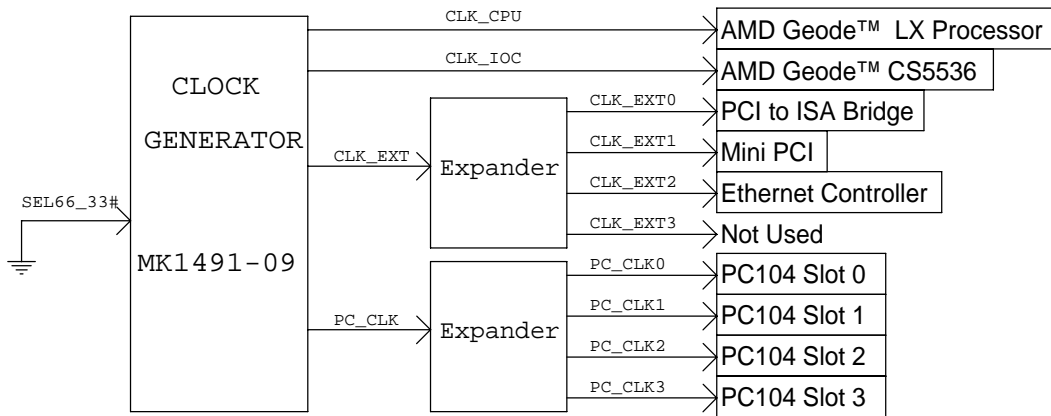 CLK_CPU
AMD Geode™ LX Processor
CLK_IOC
AMD Geode™ CS5536
CLOCK
GENERATOR
MK1491-09
SEL66_33#
CLK_EXT
Expander
CLK_EXT0
PCI to ISA Bridge
CLK_EXT1
Mini PCI
CLK_EXT2
Ethernet Controller
CLK_EXT3
Not Used
PC_CLK
Expander
PC_CLK0
PC104 Slot 0
PC_CLK1
PC104 Slot 1
PC_CLK2
PC104 Slot 2
PC_CLK3
PC104 Slot 3